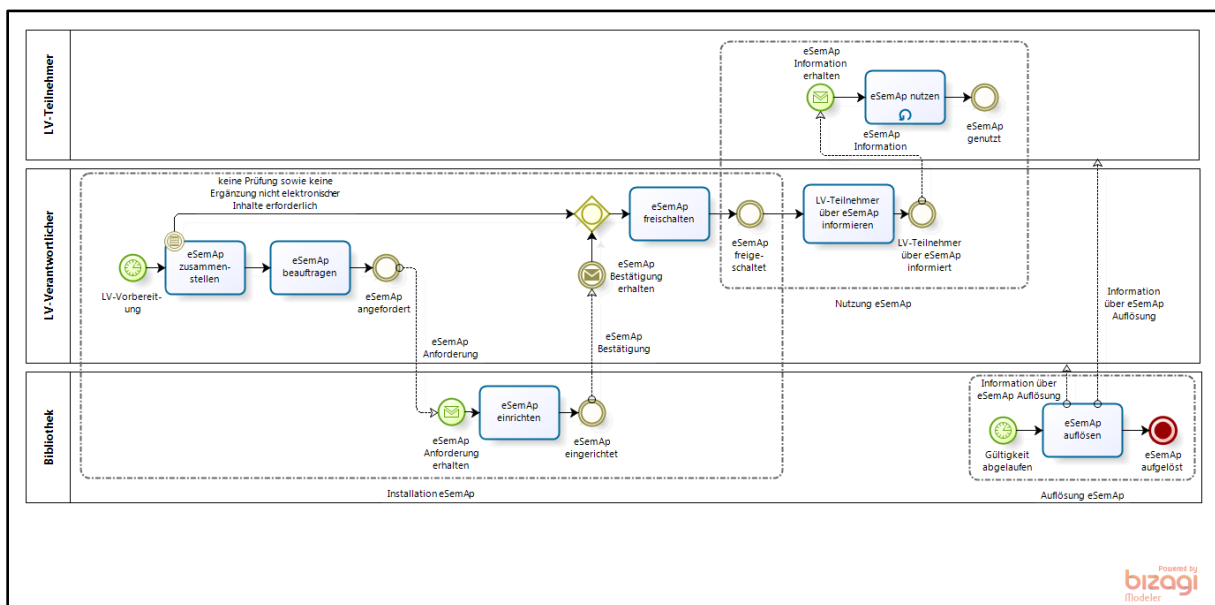 LV-Teilnehmer
eSemAp
Information
erhalten
eSemAp nutzen
eSemAp
Information
eSemAp
genutzt
LV-Verantwortlicher
keine Prüfung sowie keine
Ergänzung nicht elektronischer
Inhalte erforderlich
LV-Vorbereit-
ung
eSemAp
zusammen-
stellen
eSemAp
beauftragen
eSemAp
angefordert
eSemAp
Anforderung
eSemAp
Bestätigung
erhalten
eSemAp
Bestätigung
eSemAp
freischalten
eSemAp
freige-
schaltet
LV-Teilnehmer
über eSemAp
informieren
LV-Teilnehmer
über eSemAp
informiert
Nutzung eSemAp
Information
über eSemAp
Auflösung
Bibliothek
eSemAp
Anforderung
erhalten
eSemAp
einrichten
eSemAp
eingerichtet
Installation eSemAp
Information über
eSemAp Auflösung
Gültigkeit
abgelaufen
eSemAp
auflösen
eSemAp
aufgelöst
Auflösung eSemAp
Powered by
bizagi
Modeler